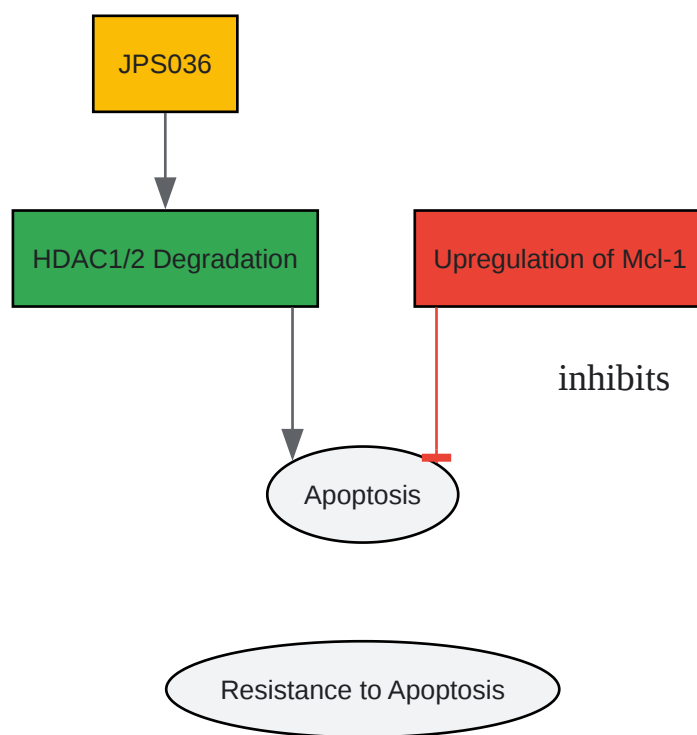 JPS036
HDAC1/2 Degradation
Upregulation of Mcl-1
inhibits
Apoptosis
Resistance to Apoptosis